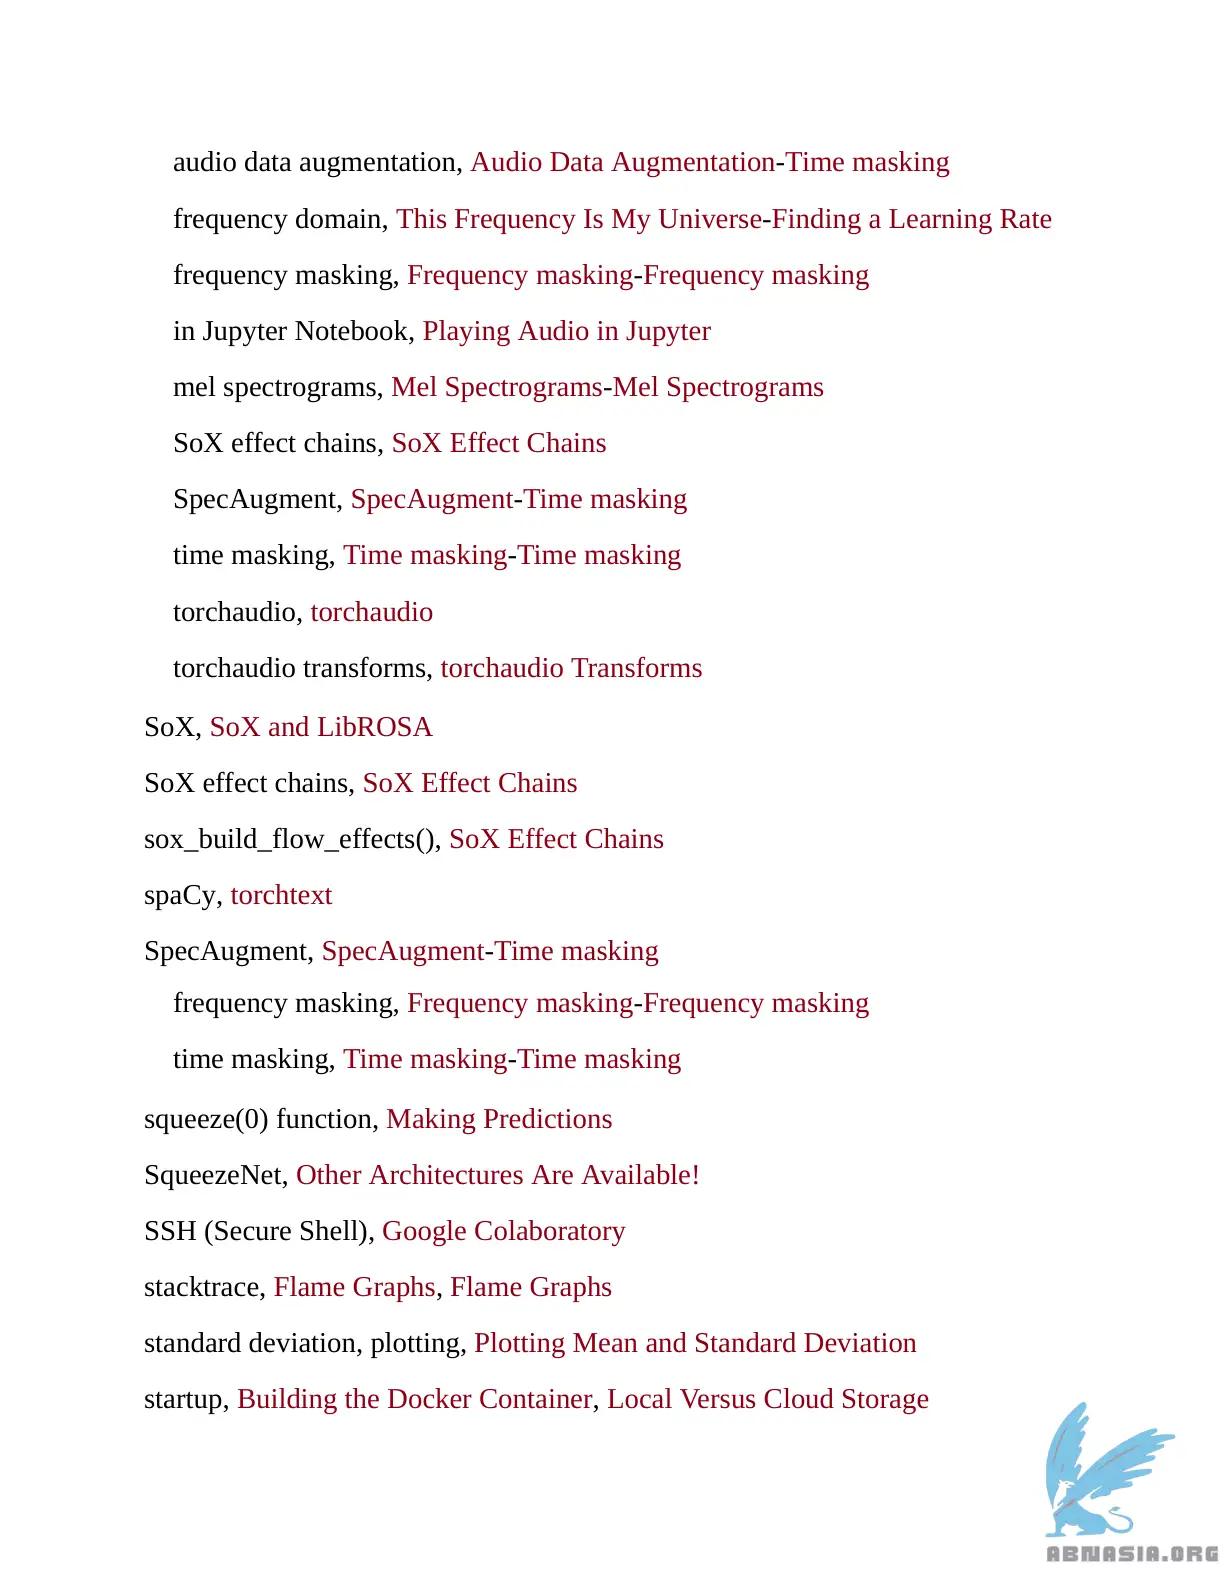 audio data augmentation, Audio Data Augmentation-Time masking
frequency domain, This Frequency Is My Universe-Finding a Learning Rate
frequency masking, Frequency masking-Frequency masking
in Jupyter Notebook, Playing Audio in Jupyter
mel spectrograms, Mel Spectrograms-Mel Spectrograms
SoX effect chains, SoX Effect Chains
SpecAugment, SpecAugment-Time masking
time masking, Time masking-Time masking
torchaudio, torchaudio
torchaudio transforms, torchaudio Transforms
SoX, SoX and LibROSA
SoX effect chains, SoX Effect Chains
sox_build_flow_effects(), SoX Effect Chains
spaCy, torchtext
SpecAugment, SpecAugment-Time masking
frequency masking, Frequency masking-Frequency masking
time masking, Time masking-Time masking
squeeze(0) function, Making Predictions
SqueezeNet, Other Architectures Are Available!
SSH (Secure Shell), Google Colaboratory
stacktrace, Flame Graphs, Flame Graphs
standard deviation, plotting, Plotting Mean and Standard Deviation
startup, Building the Docker Container, Local Versus Cloud Storage
ABNASIA.ORG